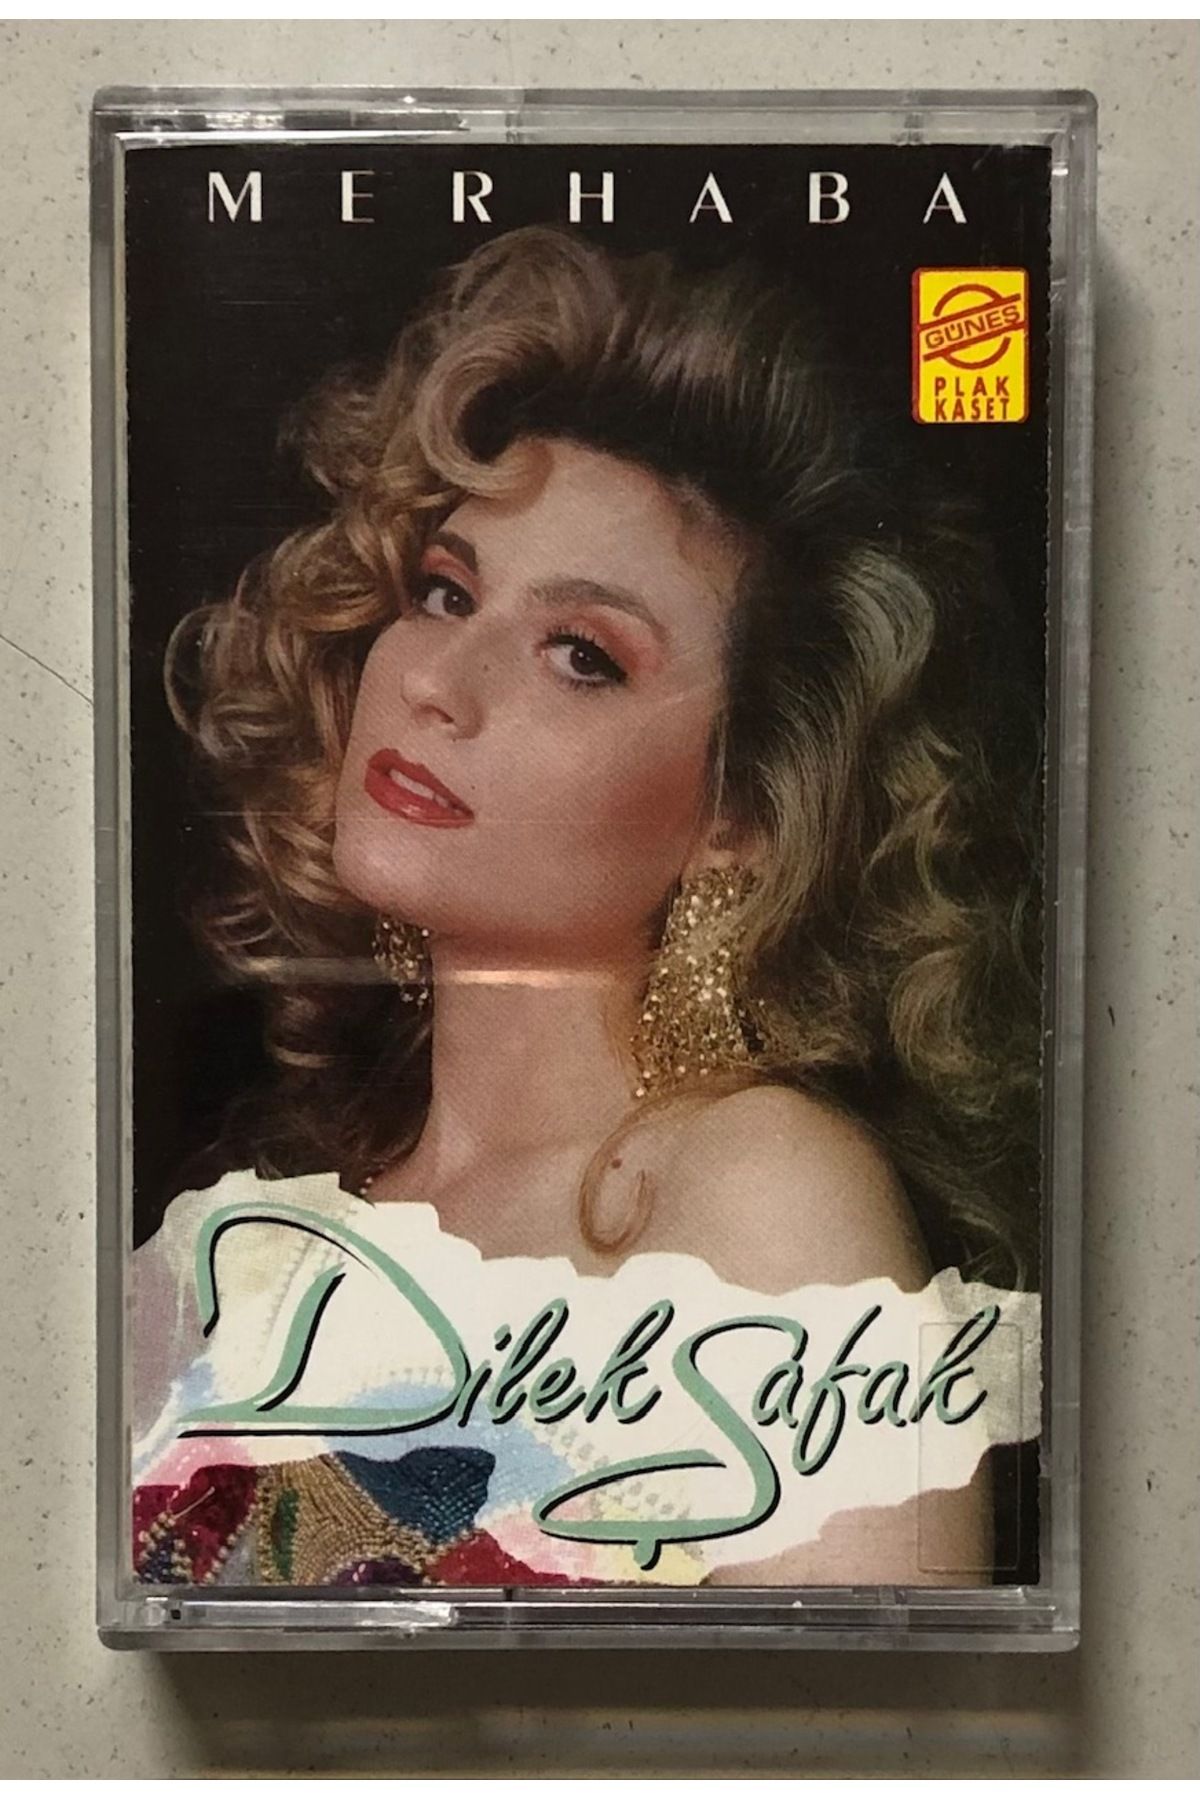 MERHABA
GÜNEŞ
PLAK
KASET
Dilek Şafak